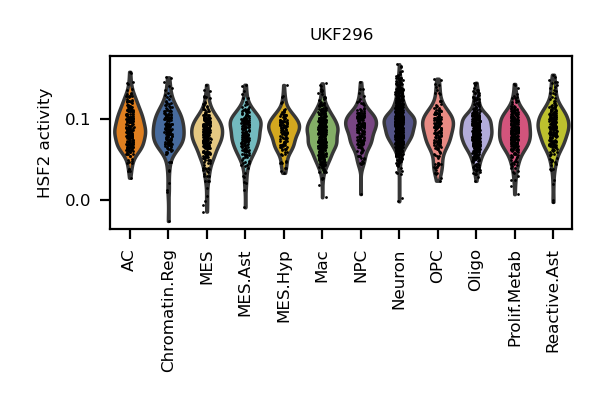 UKF296
HSF2 activity
0.1
0.0
AC
Chromatin.Reg
MES
MES.Ast
MES.Hyp
Mac
NPC
Neuron
OPC
Oligo
Prolif.Metab
Reactive.Ast